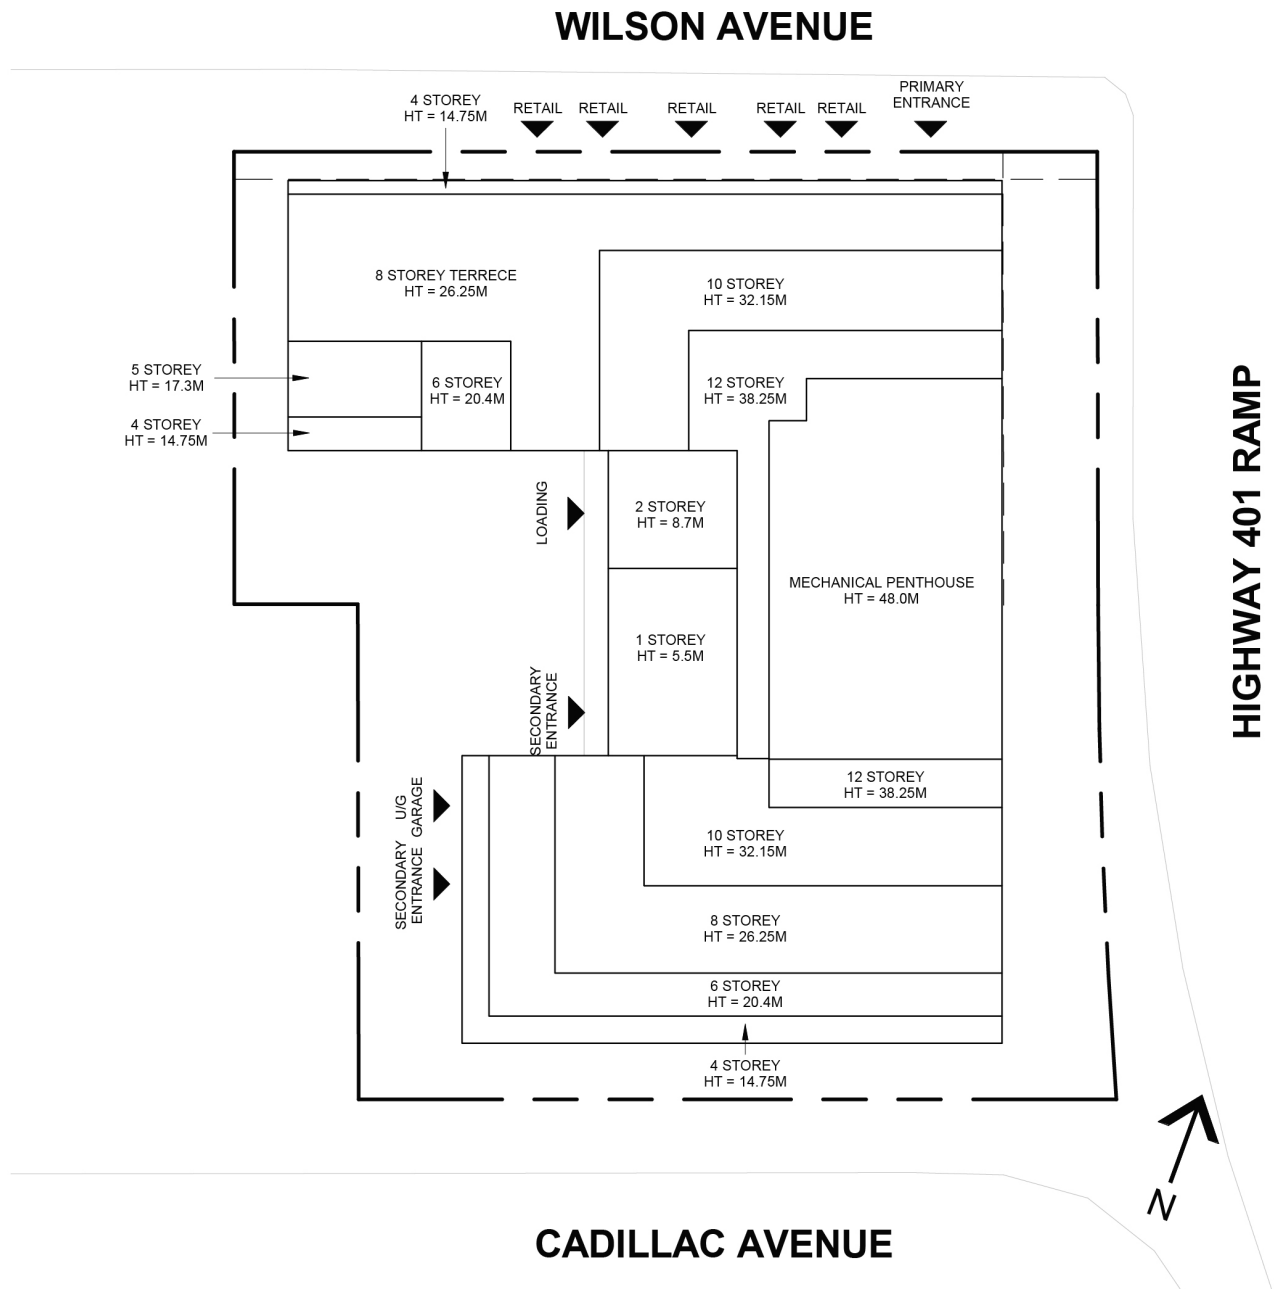 WILSON AVENUE
4 STOREY
HT = 14.75M
RETAIL
RETAIL
RETAIL
RETAIL
RETAIL
PRIMARY
ENTRANCE
8 STOREY TERRECE
HT = 26.25M
10 STOREY
HT = 32.15M
5 STOREY
HT = 17.3M
6 STOREY
HT = 20.4M
12 STOREY
HT = 38.25M
4 STOREY
HT = 14.75M
HIGHWAY 401 RAMP
LOADING
2 STOREY
HT = 8.7M
MECHANICAL PENTHOUSE
HT = 48.0M
1 STOREY
HT = 5.5M
SECONDARY
ENTRANCE
12 STOREY
HT = 38.25M
U/G
GARAGE
10 STOREY
HT = 32.15M
SECONDARY
ENTRANCE
8 STOREY
HT = 26.25M
6 STOREY
HT = 20.4M
4 STOREY
HT = 14.75M
N
CADILLAC AVENUE